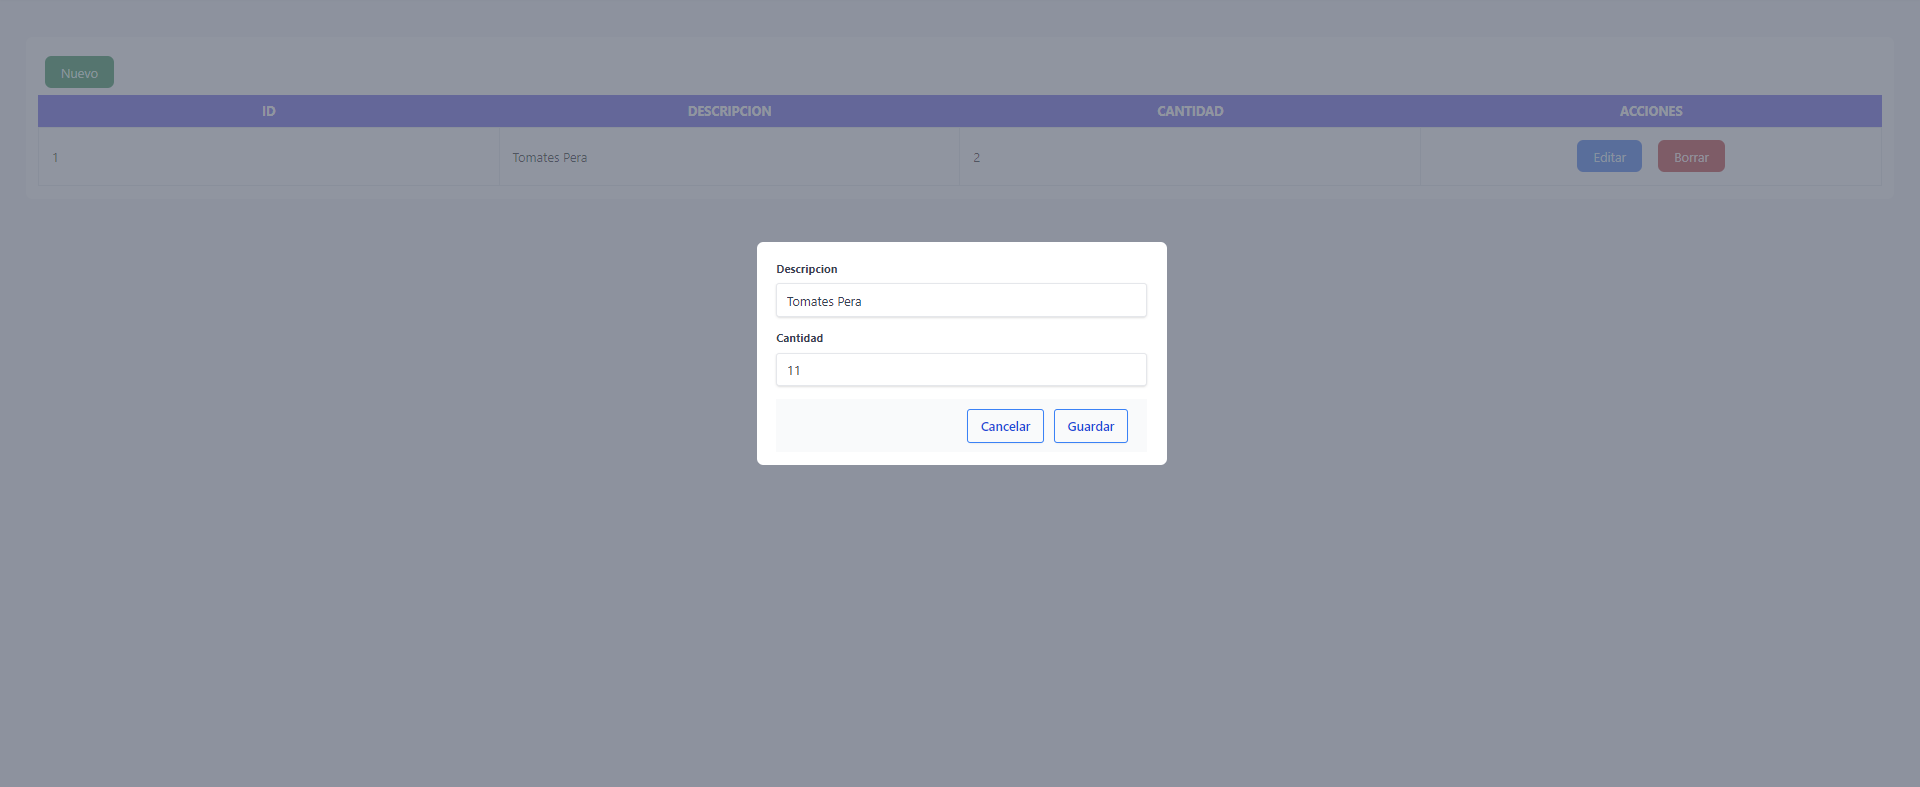 Nuevo
ID DESCRIPCION CANTIDAD ACCIONES
1 Tomates Pera 2 Editar Borrar
Descripcion
Tomates Pera
Cantidad
11
Cancelar Guardar